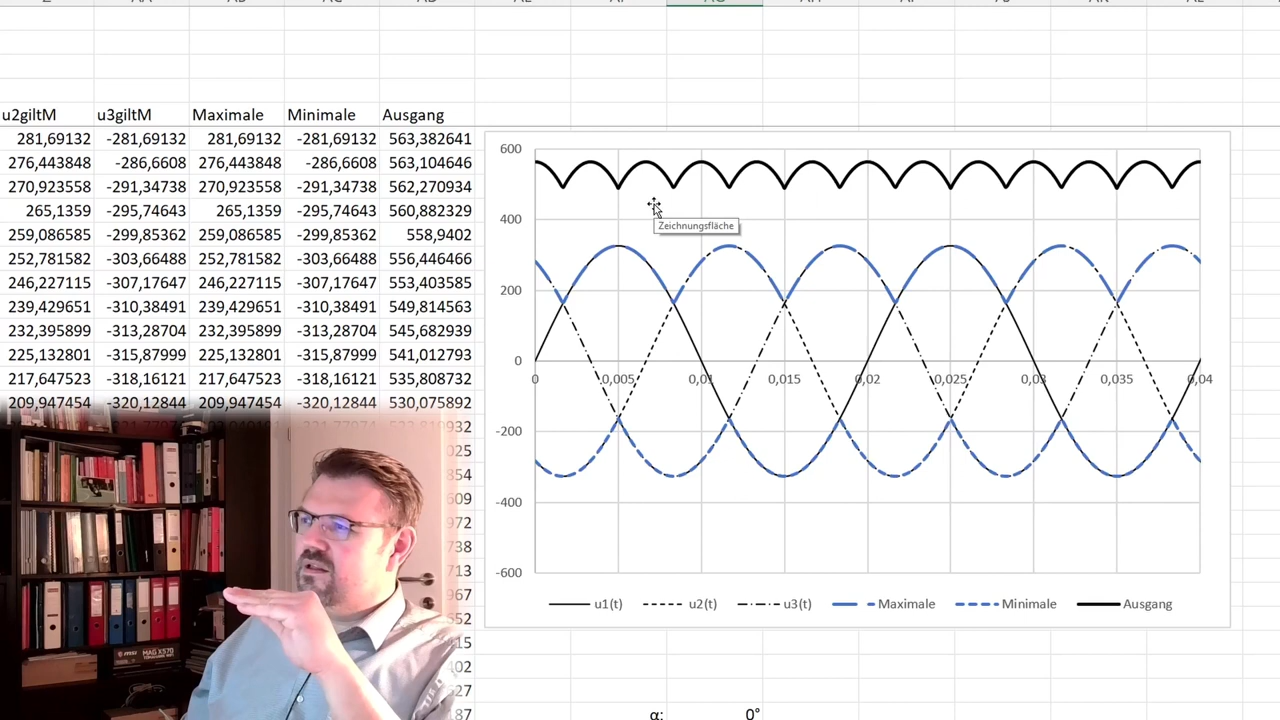 u2giltM u3giltM Maximale Minimale Ausgang
281,69132 -281,69132 281,69132 -281,69132 563,382641
276,443848 -286,6608 276,443848 -286,6608 563,104646
270,923558 -291,34738 270,923558 -291,34738 562,270934
265,1359 -295,74643 265,1359 -295,74643 560,882329
259,086585 -299,85362 259,086585 -299,85362 558,9402
252,781582 -303,66488 252,781582 -303,66488 556,446466
246,227115 -307,17647 246,227115 -307,17647 553,403585
239,429651 -310,38491 239,429651 -310,38491 549,814563
232,395899 -313,28704 232,395899 -313,28704 545,682939
225,132801 -315,87999 225,132801 -315,87999 541,012793
217,647523 -318,16121 217,647523 -318,16121 535,808732
209,947454 -320,12844 209,947454 -320,12844 530,075892
600
400
200
0
-200
-400
-600
0 0,005 0,01 0,015 0,02 0,025 0,03 0,035 0,04
Zeichnungsfläche
u1(t) u2(t) u3(t) Maximale Minimale Ausgang
MAG X570
α: 0°